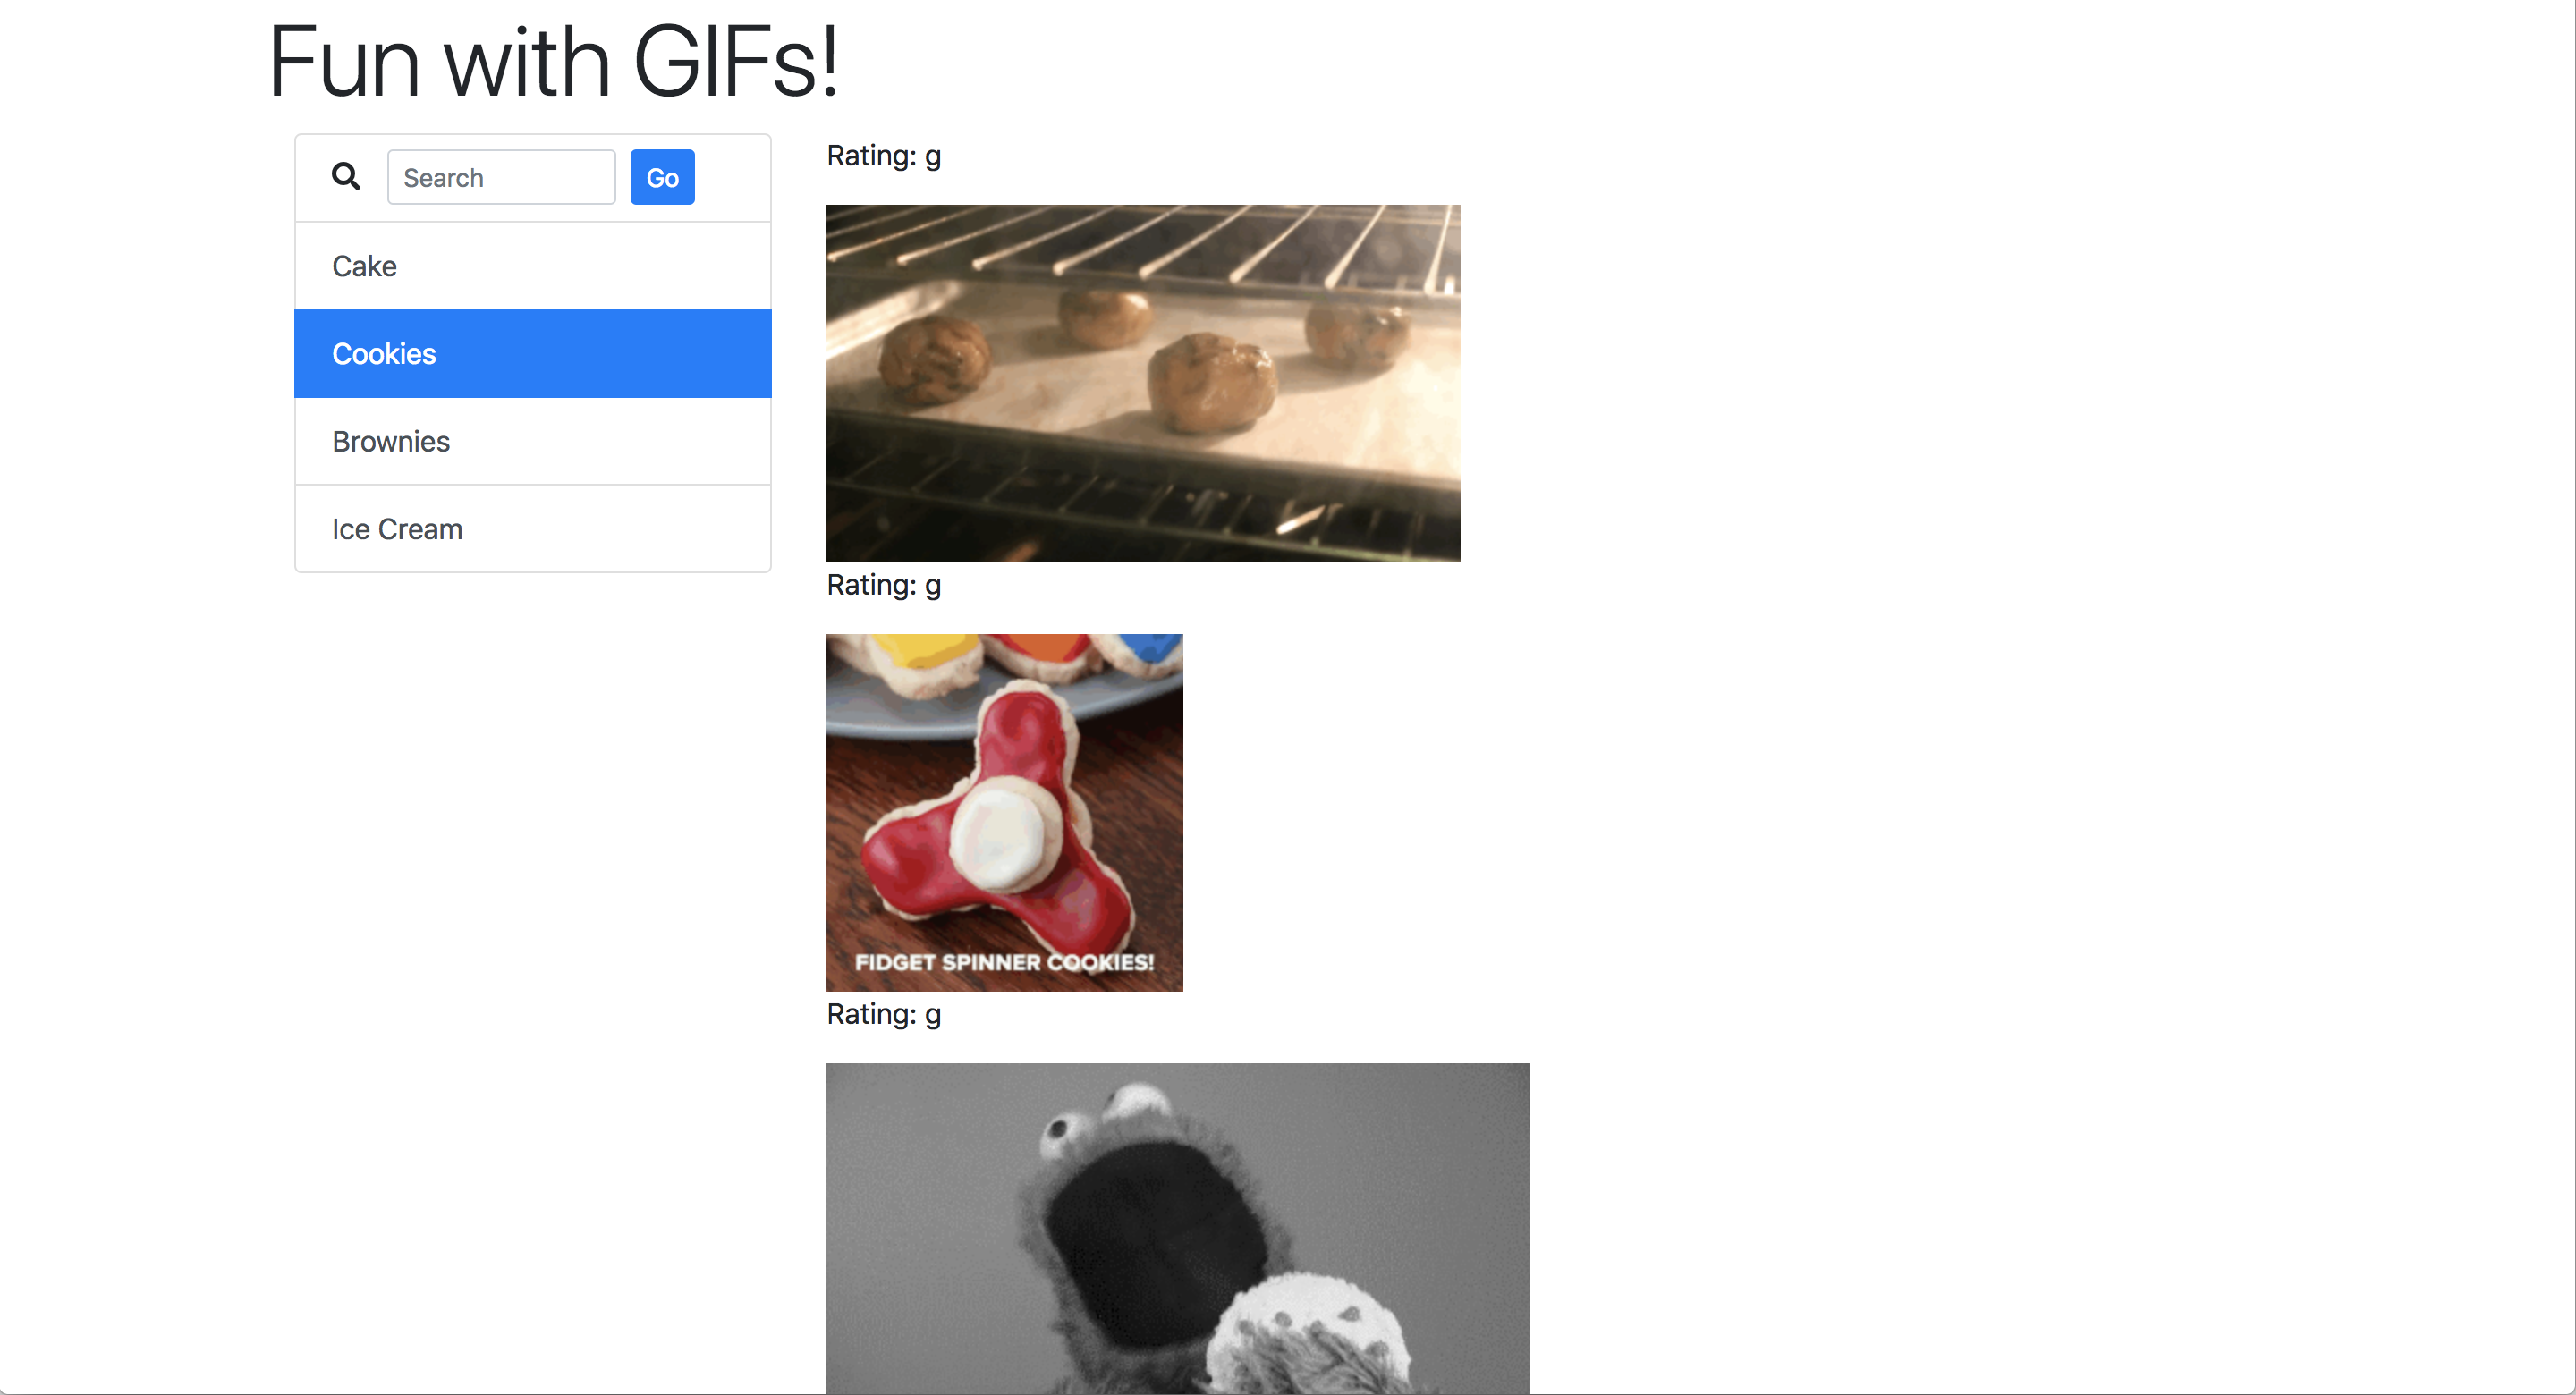 Fun with GIFs!
Search
Go
Cake
Cookies
Brownies
Ice Cream
Rating: g
Rating: g
FIDGET SPINNER COOKIES!
Rating: g